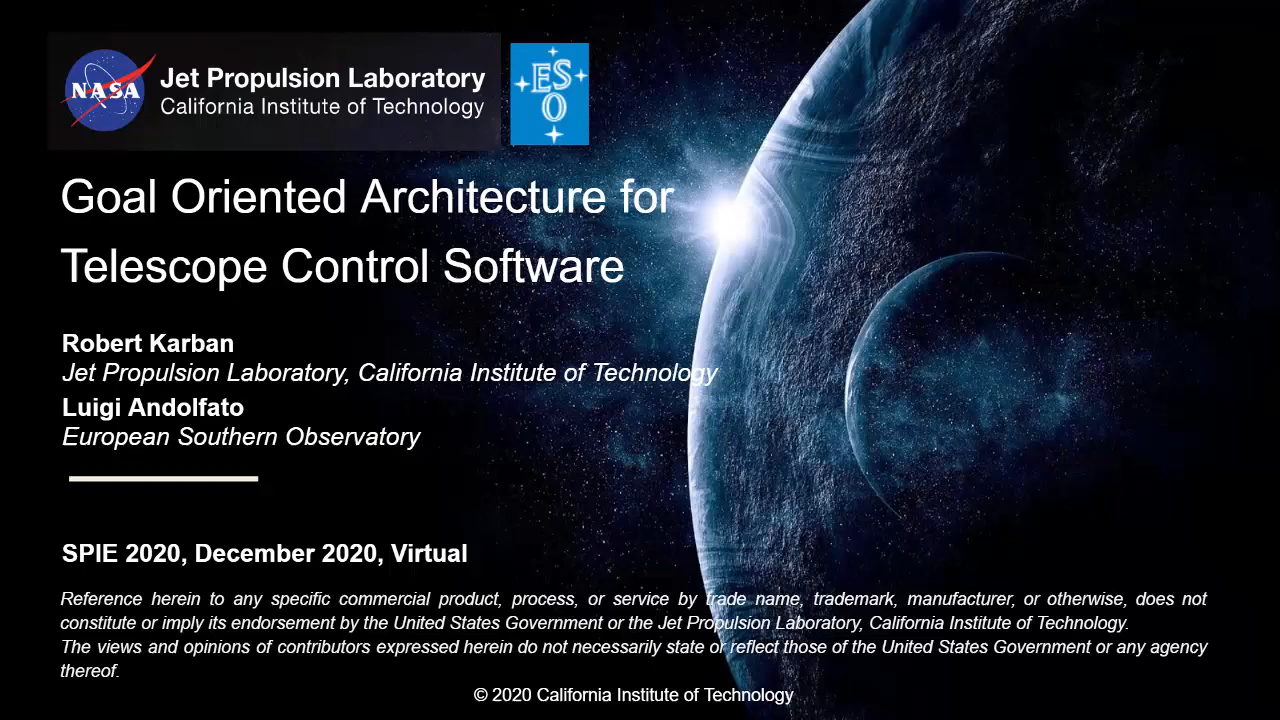 NASA
Jet Propulsion Laboratory
California Institute of Technology
ES
O
Goal Oriented Architecture for
Telescope Control Software
Robert Karban
Jet Propulsion Laboratory, California Institute of Technology
Luigi Andolfato
European Southern Observatory
SPIE 2020, December 2020, Virtual
Reference herein to any specific commercial product, process, or service by trade name, trademark, manufacturer, or otherwise, does not
constitute or imply its endorsement by the United States Government or the Jet Propulsion Laboratory, California Institute of Technology.
The views and opinions of contributors expressed herein do not necessarily state or reflect those of the United States Government or any agency
thereof.
© 2020 California Institute of Technology